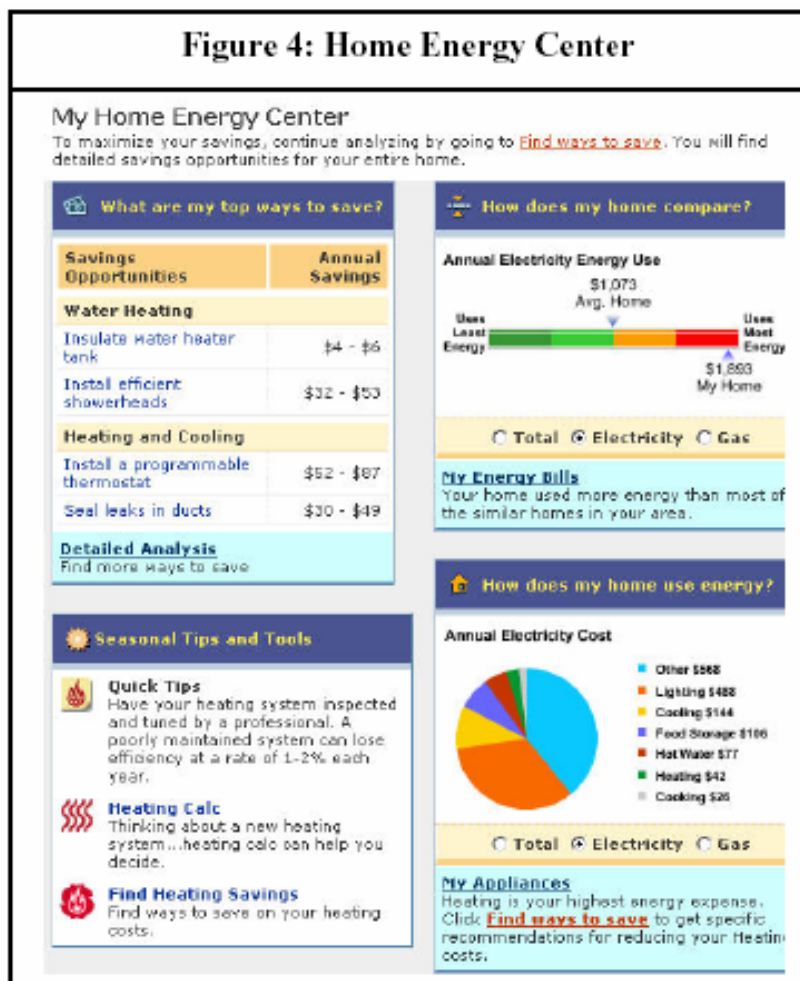 Figure 4: Home Energy Center
My Home Energy Center
To maximize your savings, continue analyzing by going to Find ways to save. You will find
detailed savings opportunities for your entire home.
What are my top ways to save?
Savings
Opportunities
Annual
Savings
Water Heating
Insulate water heater
tank
$4 - $6
Install efficient
showerheads
$32 - $53
Heating and Cooling
Install a programmable
thermostat
$52 - $87
Seal leaks in ducts
$30 - $49
Detailed Analysis
Find more ways to save
Seasonal Tips and Tools
Quick Tips
Have your heating system inspected
and tuned by a professional. A
poorly maintained system can lose
efficiency at a rate of 1-2% each
year.
Heating Calc
Thinking about a new heating
system...heating calc can help you
decide.
Find Heating Savings
Find ways to save on your heating
costs.
How does my home compare?
Annual Electricity Energy Use
$1,073
Avg. Home
Uses
Least
Energy
Uses
Most
Energy
$1,893
My Home
Total Electricity Gas
My Energy Bills
Your home used more energy than most of
the similar homes in your area.
How does my home use energy?
Annual Electricity Cost
Other $568
Lighting $488
Cooling $144
Food Storage $106
Hot Water $77
Heating $42
Cooking $26
Total Electricity Gas
My Appliances
Heating is your highest energy expense.
Click Find ways to save to get specific
recommendations for reducing your Heatin
costs.